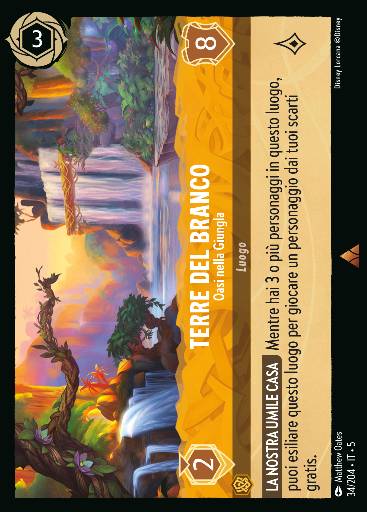 3
8
TERRE DEL BRANCO
Oasi nella Giungla
2
Luogo
LA NOSTRA UMILE CASA Mentre hai 3 o più personaggi in questo luogo,
puoi esiliare questo luogo per giocare un personaggio dai tuoi scarti
gratis.
Matthew Oates
34/204 • IT • 5
Disney Lorcana ©Disney